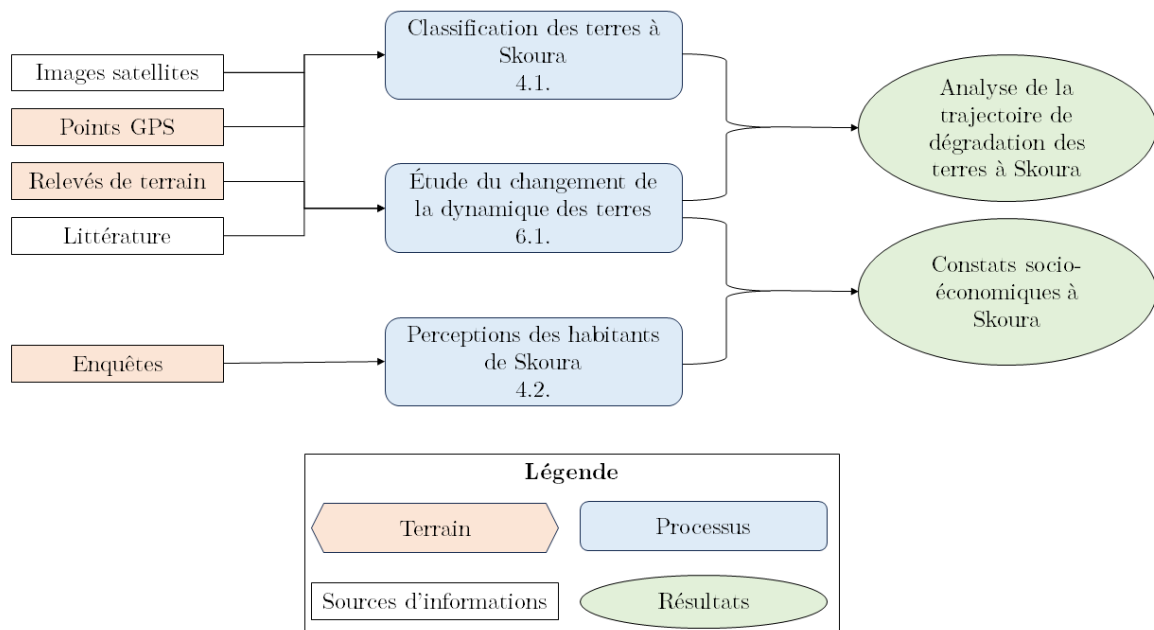 Images satellites
Points GPS
Relevés de terrain
Littérature
Enquêtes
Classification des terres à
Skoura
4.1.
Étude du changement de
la dynamique des terres
6.1.
Perceptions des habitants
de Skoura
4.2.
Analyse de la
trajectoire de
dégradation des
terres à Skoura
Constats socio-
économiques à
Skoura
Légende
Terrain
Processus
Sources d'informations
Résultats